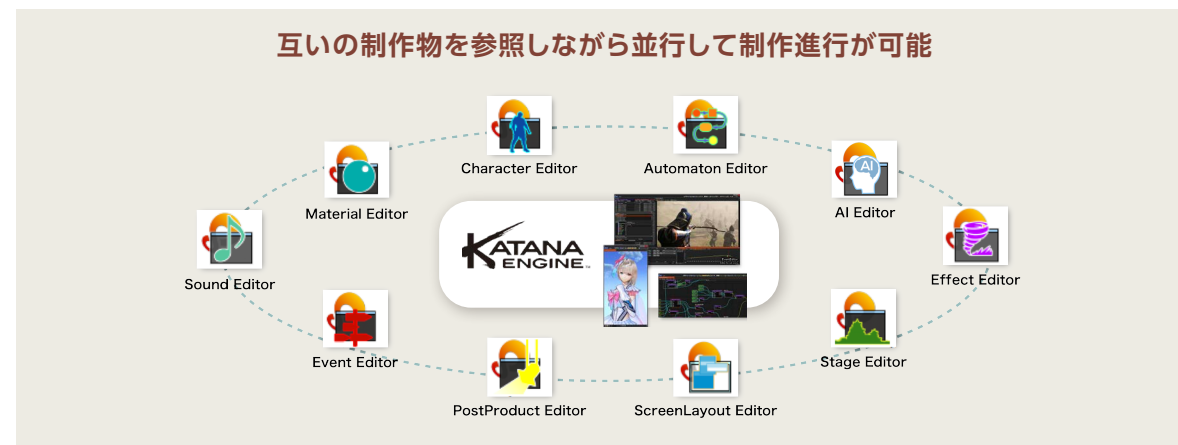 互いの制作物を参照しながら並行して制作進行が可能
Character Editor
Automaton Editor
AI
Material Editor
AI Editor
KATANA
ENGINE™
Sound Editor
Effect Editor
Event Editor
Stage Editor
PostProduct Editor
ScreenLayout Editor